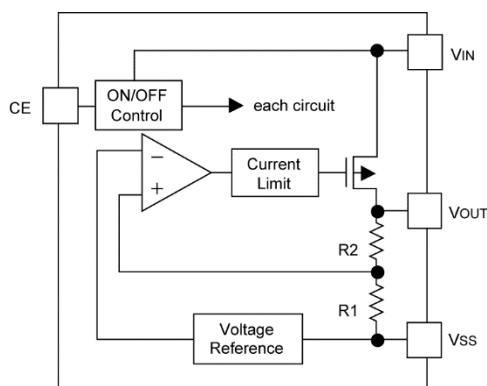 VIN
CE
ON/OFF
Control
each circuit
−
+
Current
Limit
VOUT
R2
R1
Voltage
Reference
VSS